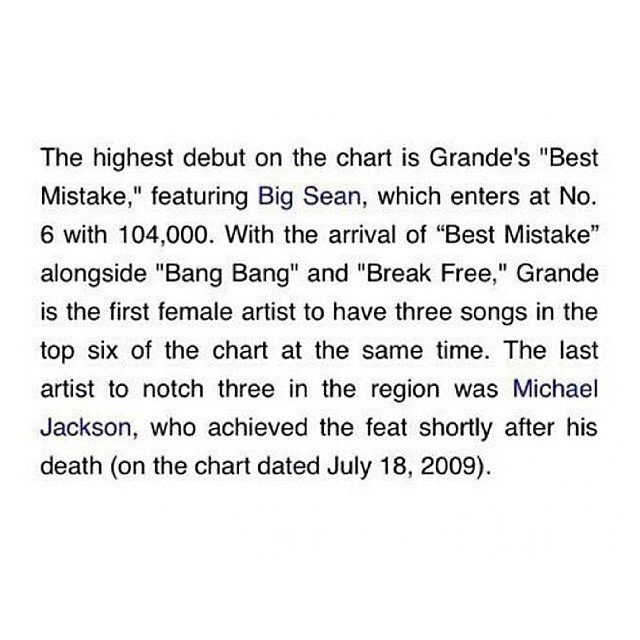 The highest debut on the chart is Grande's "Best
Mistake," featuring Big Sean, which enters at No.
6 with 104,000. With the arrival of “Best Mistake”
alongside "Bang Bang" and "Break Free," Grande
is the first female artist to have three songs in the
top six of the chart at the same time. The last
artist to notch three in the region was Michael
Jackson, who achieved the feat shortly after his
death (on the chart dated July 18, 2009).